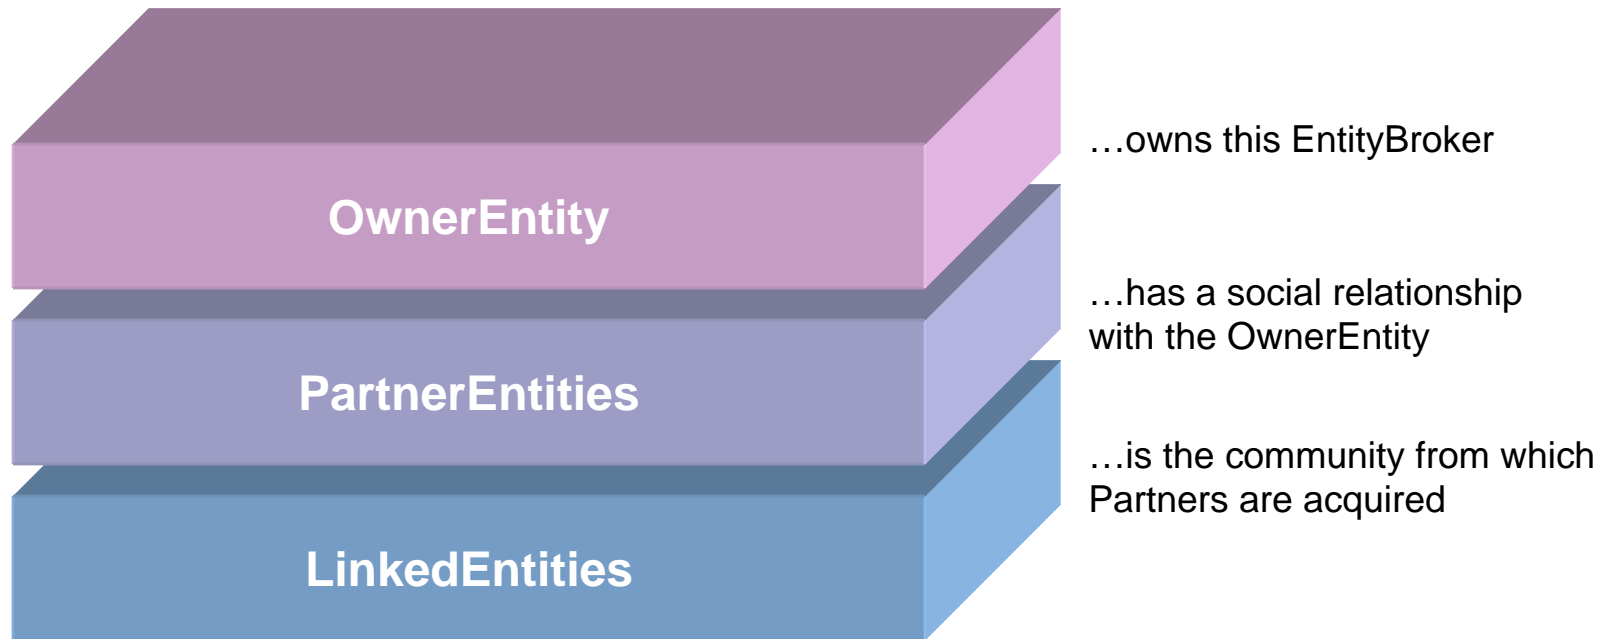 …owns this EntityBroker
OwnerEntity
…has a social relationship
with the OwnerEntity
PartnerEntities
…is the community from which
Partners are acquired
LinkedEntities